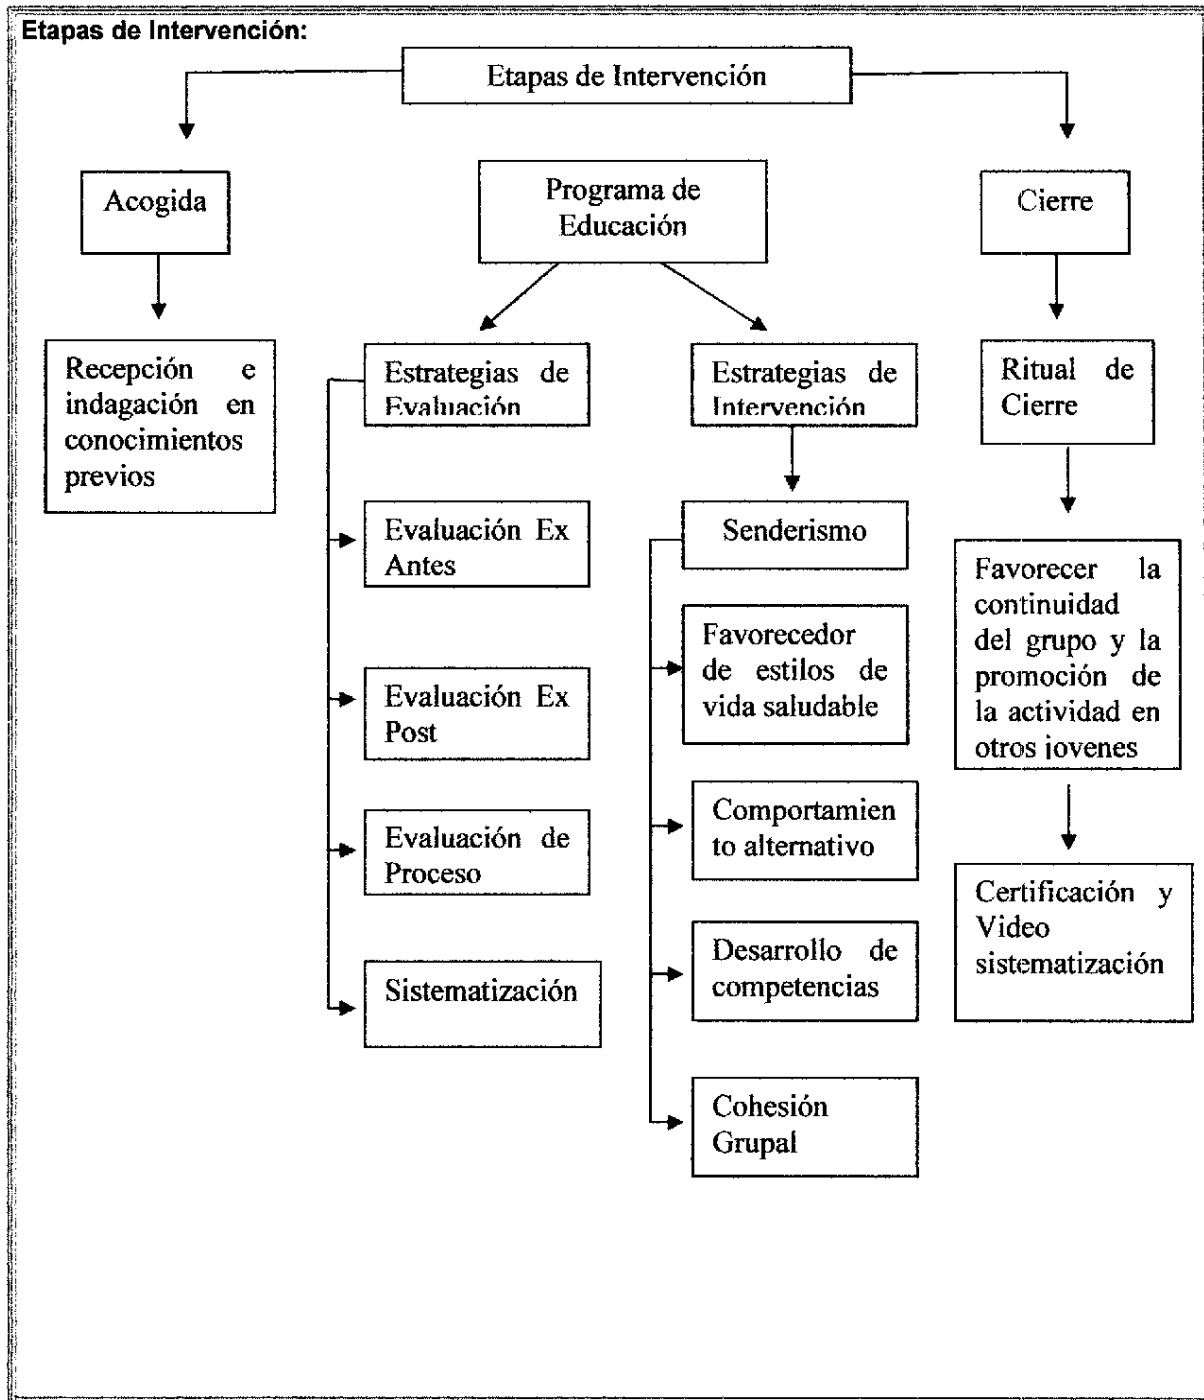 Etapas de Intervención:
Etapas de Intervención
Acogida
Programa de
Educación
Cierre
Recepción e
indagación en
conocimientos
previos
Estrategias de
Evaluación
Estrategias de
Intervención
Ritual de
Cierre
Evaluación Ex
Antes
Evaluación Ex
Post
Evaluación de
Proceso
Sistematización
Senderismo
Favorecedor
de estilos de
vida saludable
Comportamien
to alternativo
Desarrollo de
competencias
Cohesión
Grupal
Favorecer la
continuidad
del grupo y la
promoción de
la actividad en
otros jovenes
Certificación y
Video
sistematización